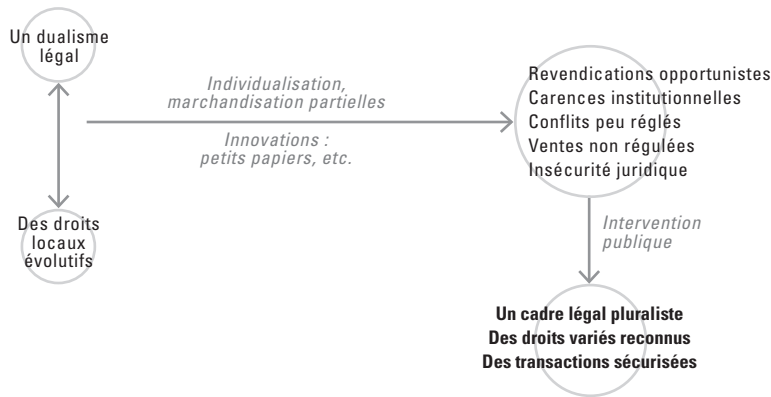 Un dualisme
légal
Individualisation,
marchandisation partielles
Innovations :
petits papiers, etc.
Des droits
locaux
évolutifs
Revendications opportunistes
Carences institutionnelles
Conflits peu réglés
Ventes non régulées
Insécurité juridique
Intervention
publique
Un cadre légal pluraliste
Des droits variés reconnus
Des transactions sécurisées